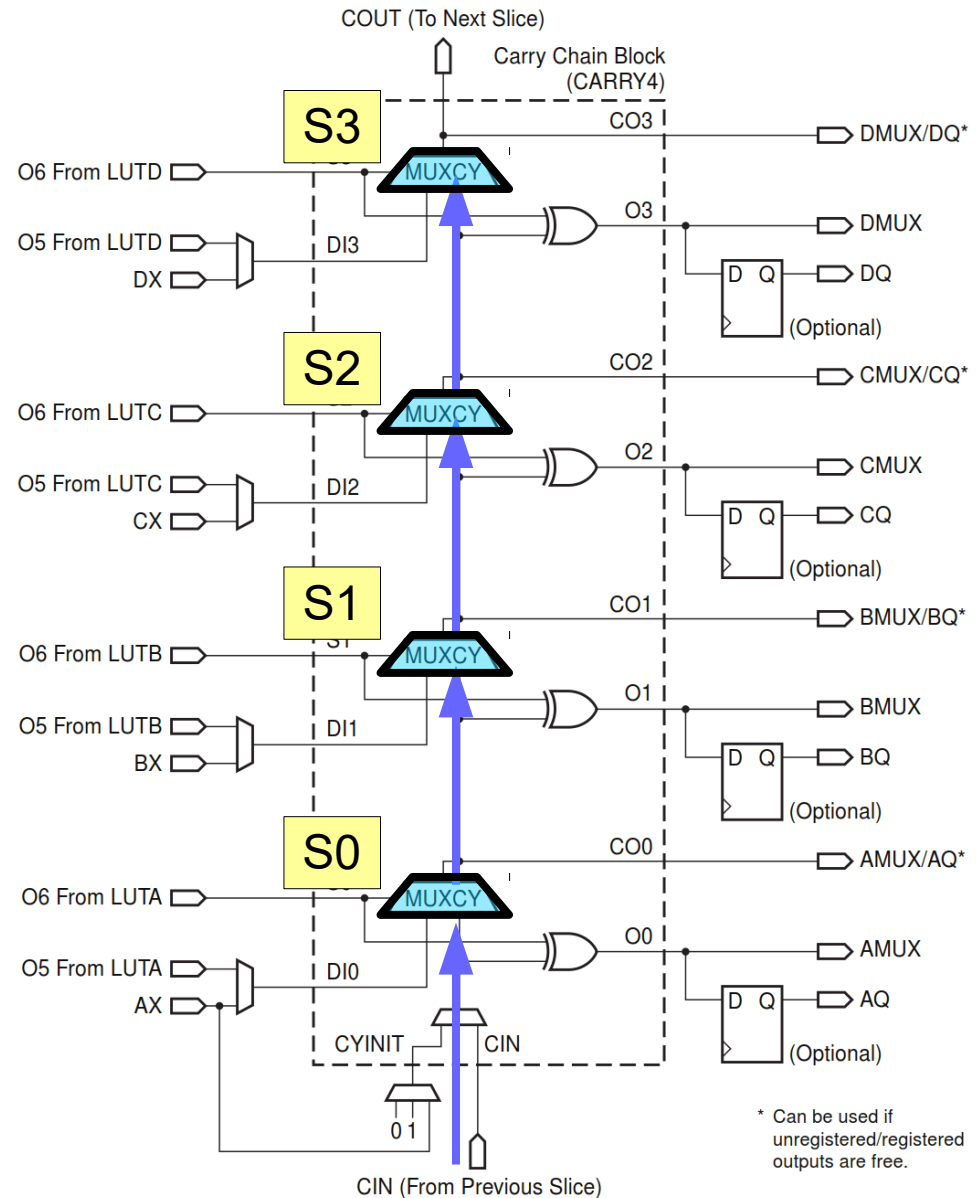 COUT (To Next Slice)
Carry Chain Block
(CARRY4)
S3
CO3
DMUX/DQ*
O6 From LUTD
MUXCY
O3
DMUX
O5 From LUTD
DI3
DX
D Q
DQ
(Optional)
S2
CO2
CMUX/CQ*
O6 From LUTC
MUXCY
O2
CMUX
O5 From LUTC
DI2
CX
D Q
CQ
(Optional)
S1
CO1
BMUX/BQ*
S1
O6 From LUTB
MUXCY
O1
BMUX
O5 From LUTB
DI1
BX
D Q
BQ
(Optional)
S0
CO0
AMUX/AQ*
O6 From LUTA
MUXCY
O0
AMUX
O5 From LUTA
DI0
AX
D Q
AQ
CYINIT
CIN
(Optional)
0 1
* Can be used if
unregistered/registered
outputs are free.
CIN (From Previous Slice)